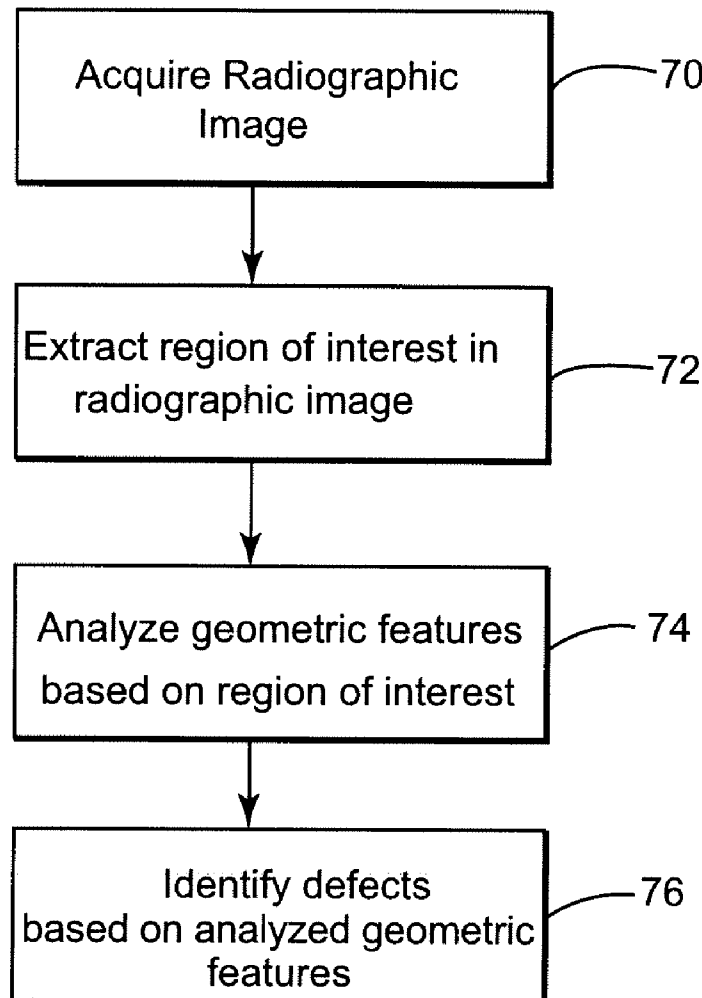 Acquire Radiographic
Image
70
Extract region of interest in
radiographic image
72
Analyze geometric features
based on region of interest
74
Identify defects
based on analyzed geometric
features
76